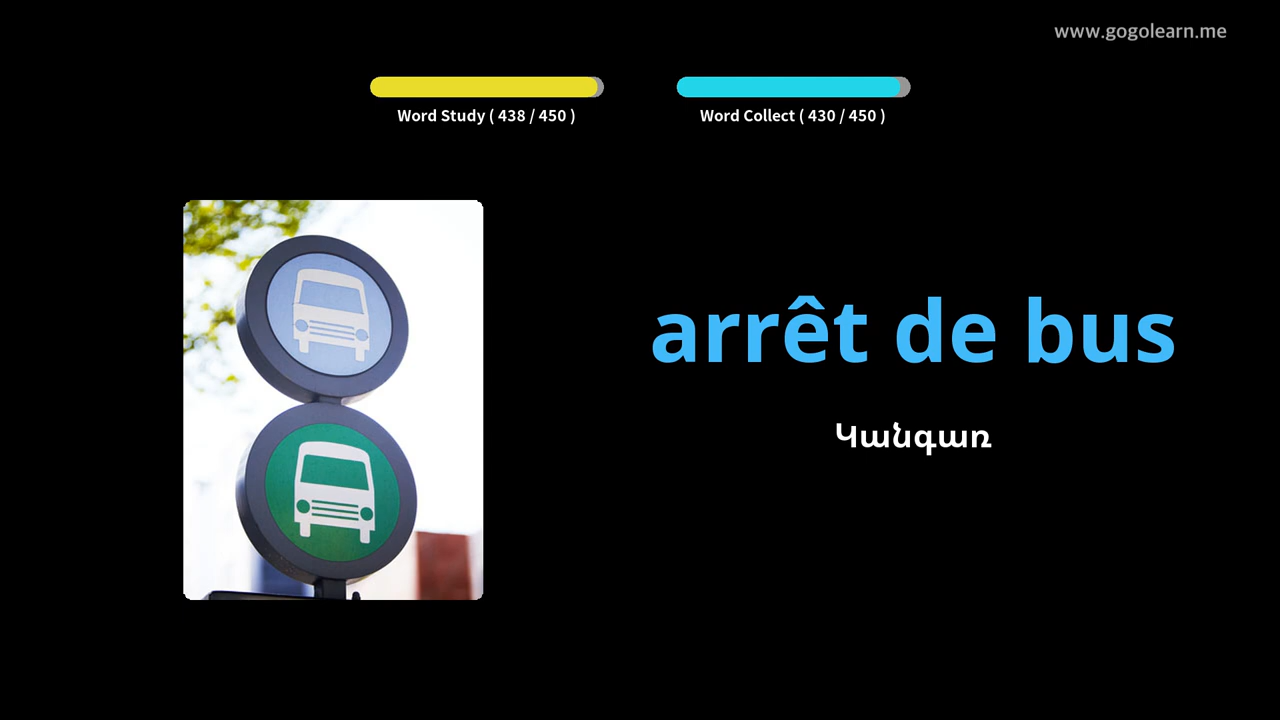 www.gogolearn.me
Word Study ( 438 / 450 )
Word Collect ( 430 / 450 )
arrêt de bus
Կանգառ